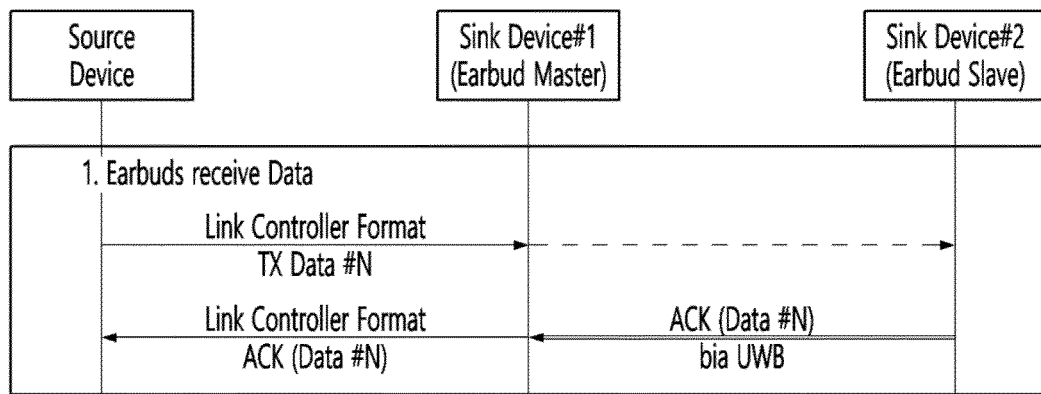 Source
Device
Sink Device#1
(Earbud Master)
Sink Device#2
(Earbud Slave)
1. Earbuds receive Data
Link Controller Format
TX Data #N
Link Controller Format
ACK (Data #N)
ACK (Data #N)
bia UWB